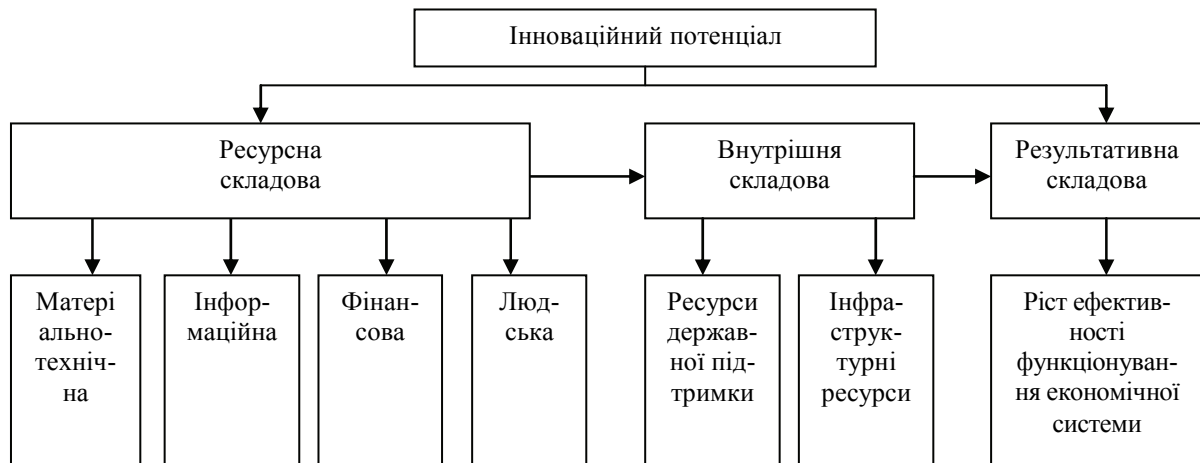 Інноваційний потенціал
Ресурсна
складова
Внутрішня
складова
Результативна
складова
Матері
ально-
техніч-
на
Інфор-
маційна
Фінан-
сова
Люд-
ська
Ресурси
держав-
ної під-
тримки
Інфра-
струк-
турні
ресурси
Ріст ефектив-
ності
функціонуван-
ня економічної
системи